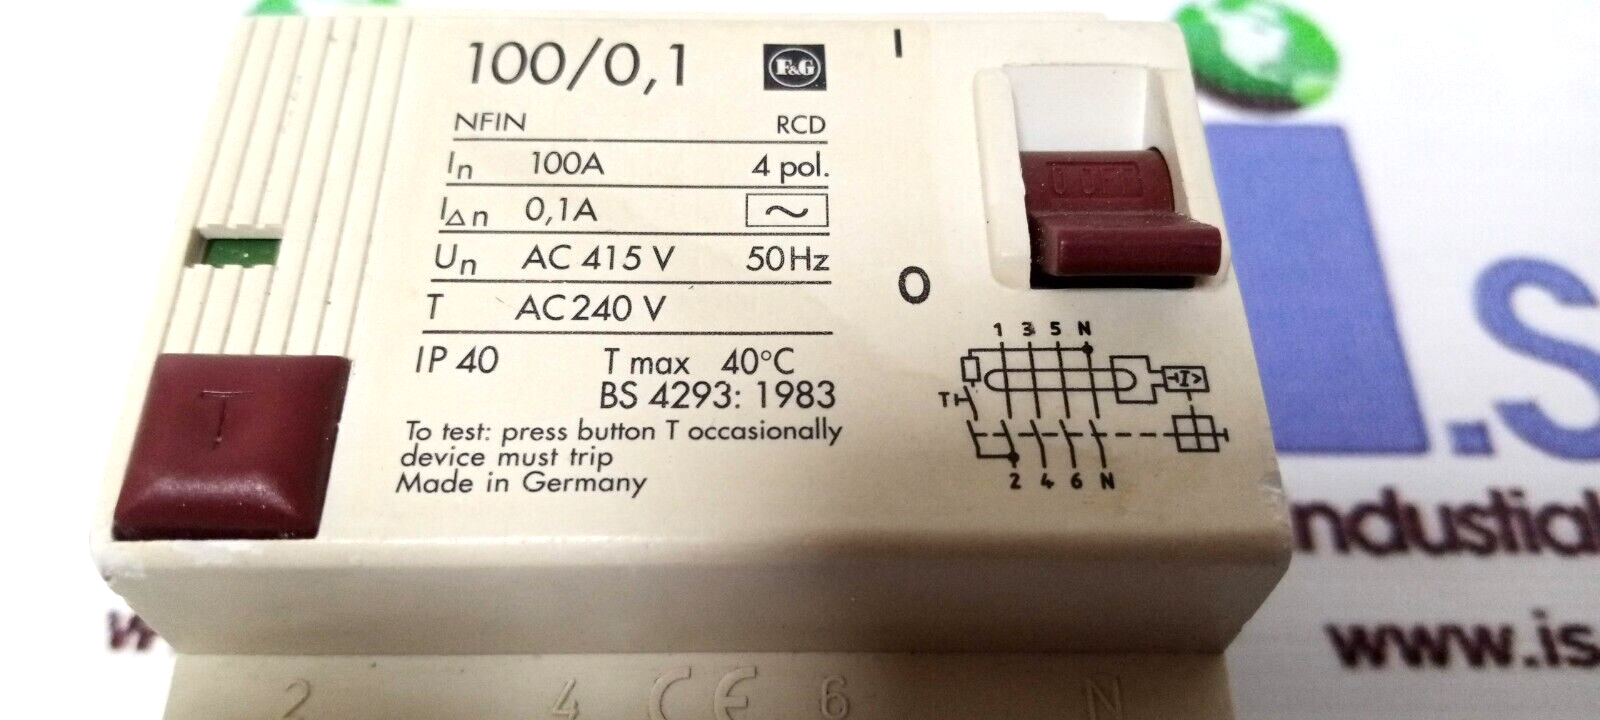 100/0,1 F&G
NFIN RCD
In 100A 4 pol.
I△n 0,1A ~
Un AC 415 V 50Hz
T AC 240 V
IP 40 T max 40°C
BS 4293: 1983
To test: press button T occasionally
device must trip
Made in Germany
T
I
O OFF
O
1 3 5 N
I>
T
2 4 6 N
2 4 CE 6 N
.s
ndustial
www.is